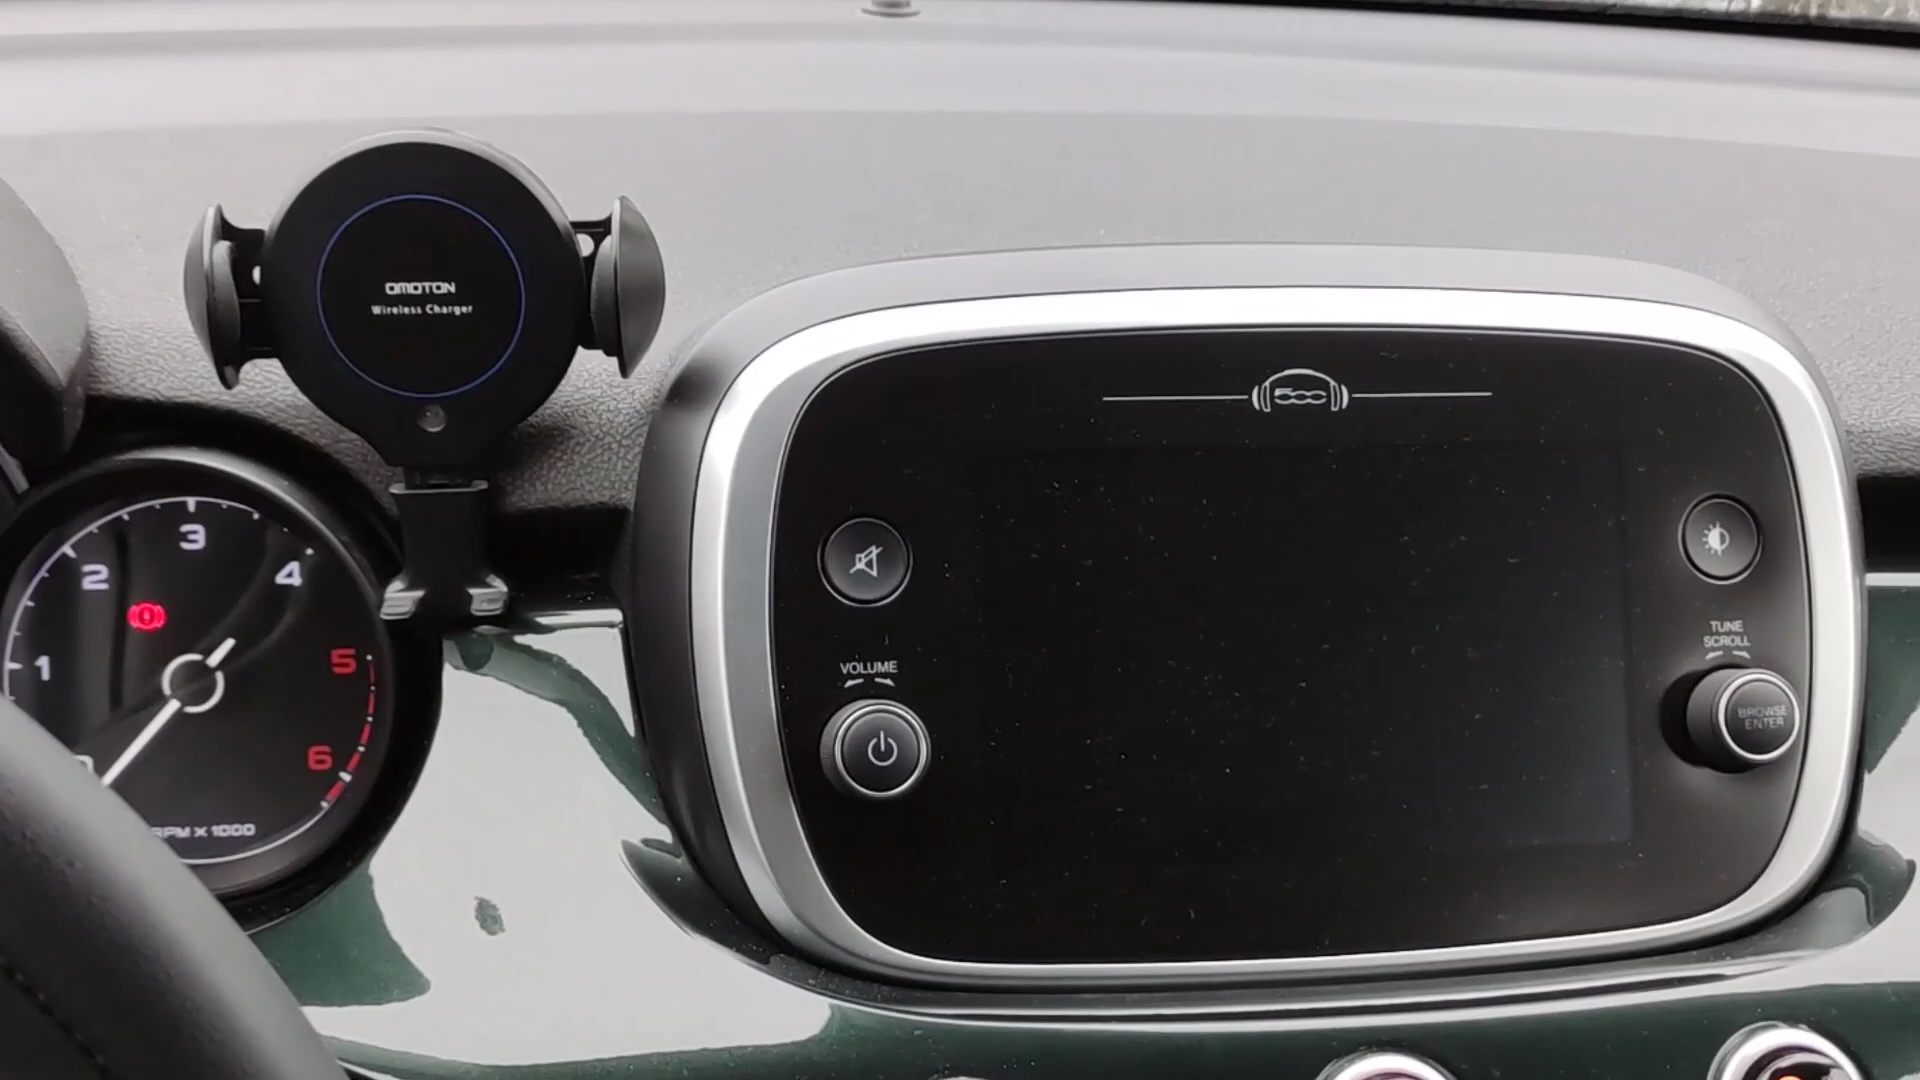 OMOTON
Wireless Charger
500
3
2
4
1
5
6
RPM X 1000
VOLUME
TUNE
SCROLL
BROWSE
ENTER